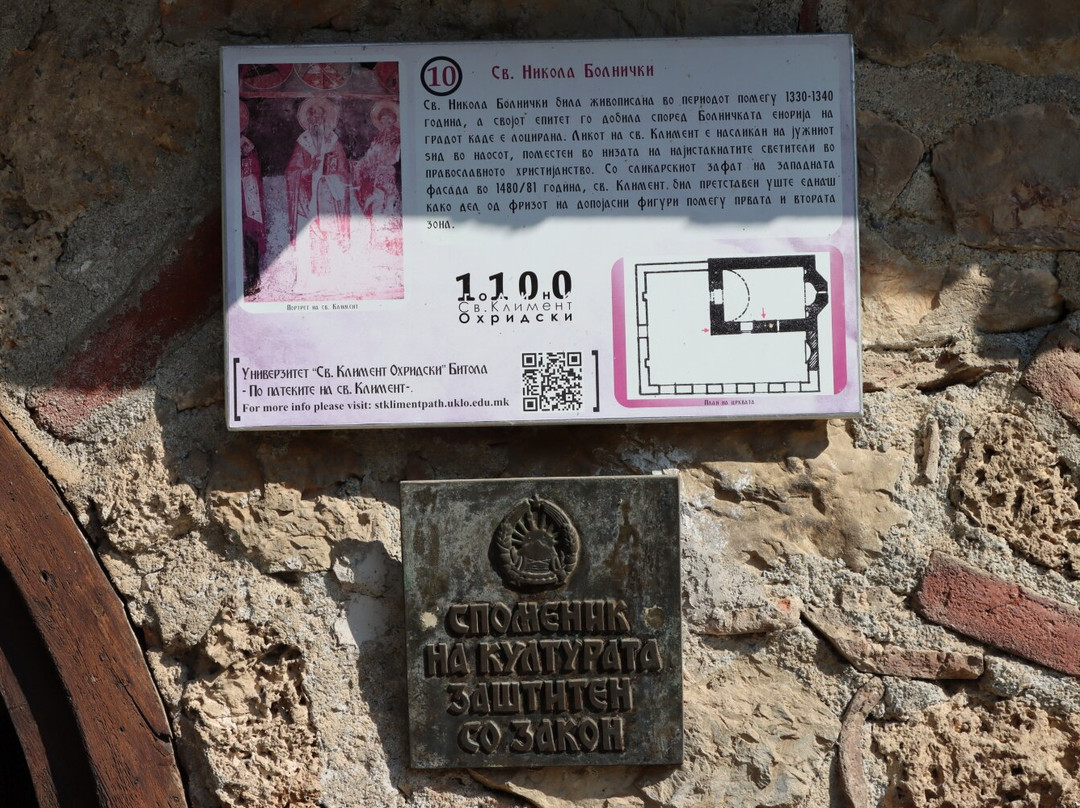 10
Св. Никола Болнички
Св. Никола Болнички била живописана во периодот помеѓу 1330-1340
година, а својот епитет го добила според Болничката енорија на
градот каде е лоцирана. Ликот на св. Климент е насликан на јужниот
ѕид во наосот, поместен во низата на најистакнатите светители во
православното христијанство. Со сликарскиот зафат на западната
фасада во 1480/81 година, св. Климент. бил претставен уште еднаш
како дел од фризот на допојасни фигури помеѓу првата и втората
зона.
Портрет на св. Климент
1100
години
Св.Климент
Охридски
Универзитет “Св. Климент Охридски” Битола
- По патеките на св. Климент-.
For more info please visit: stklimentpath.uklo.edu.mk
План на црквата
СПОМЕНИК
НА КУЛТУРАТА
ЗАШТИТЕН
СО ЗАКОН